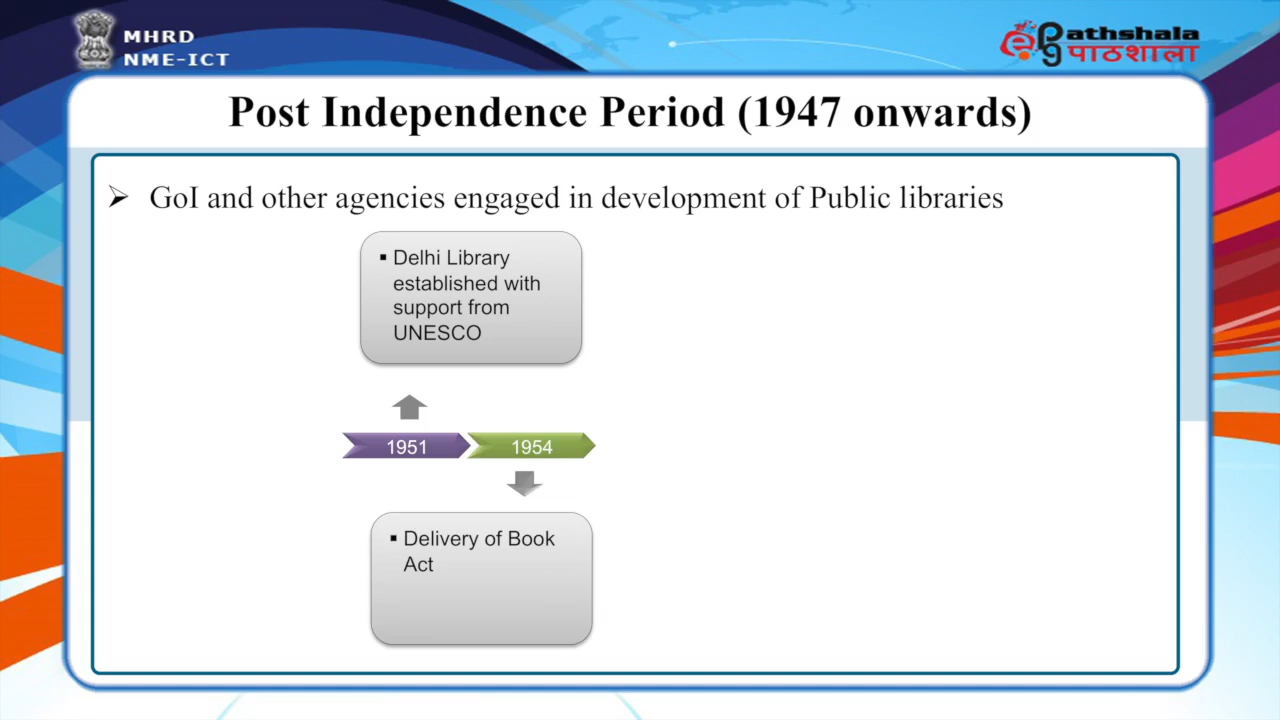 MHRD
NME-ICT
ePathshala
पाठशाला
Post Independence Period (1947 onwards)
➢ GoI and other agencies engaged in development of Public libraries
▪ Delhi Library
established with
support from
UNESCO
1951
1954
▪ Delivery of Book
Act